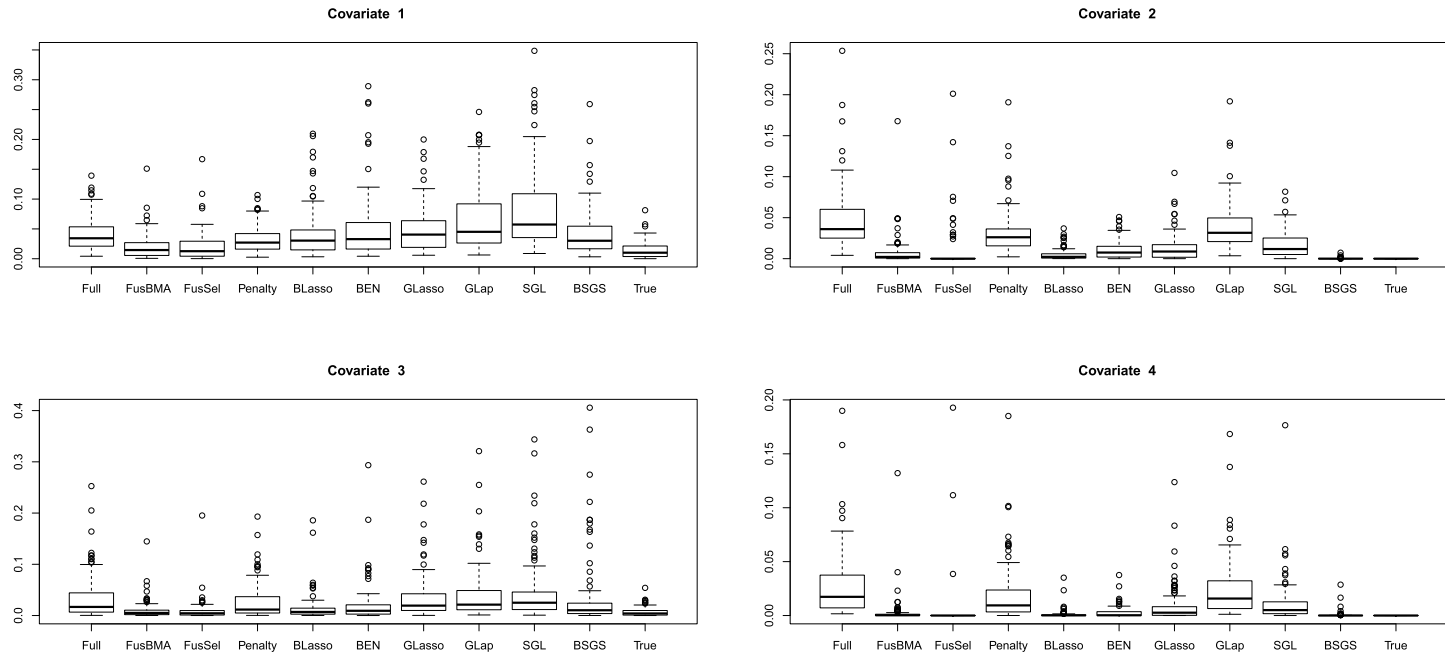 Covariate 1
0.00
0.10
0.20
0.30
Full FusBMA FusSel Penalty BLasso BEN GLasso GLap SGL BSGS True
Covariate 2
0.00
0.05
0.10
0.15
0.20
0.25
Full FusBMA FusSel Penalty BLasso BEN GLasso GLap SGL BSGS True
Covariate 3
0.0
0.1
0.2
0.3
0.4
Full FusBMA FusSel Penalty BLasso BEN GLasso GLap SGL BSGS True
Covariate 4
0.00
0.05
0.10
0.15
0.20
Full FusBMA FusSel Penalty BLasso BEN GLasso GLap SGL BSGS True